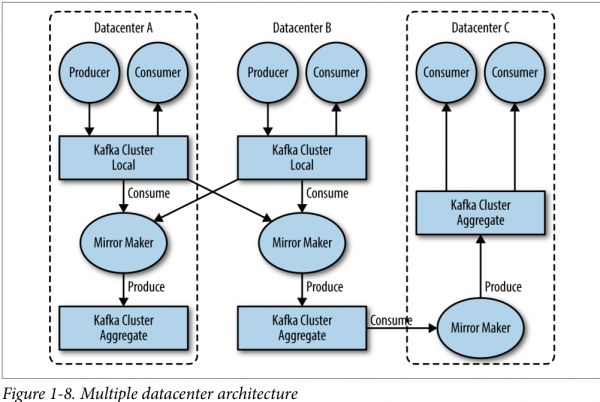 Datacenter A
Datacenter B
Datacenter C
Producer
Consumer
Producer
Consumer
Consumer
Consumer
Kafka Cluster
Local
Kafka Cluster
Local
Consume
Consume
Kafka Cluster
Aggregate
Mirror Maker
Mirror Maker
Produce
Produce
Produce
Kafka Cluster
Aggregate
Kafka Cluster
Aggregate
Consume
Mirror Maker
Figure 1-8. Multiple datacenter architecture